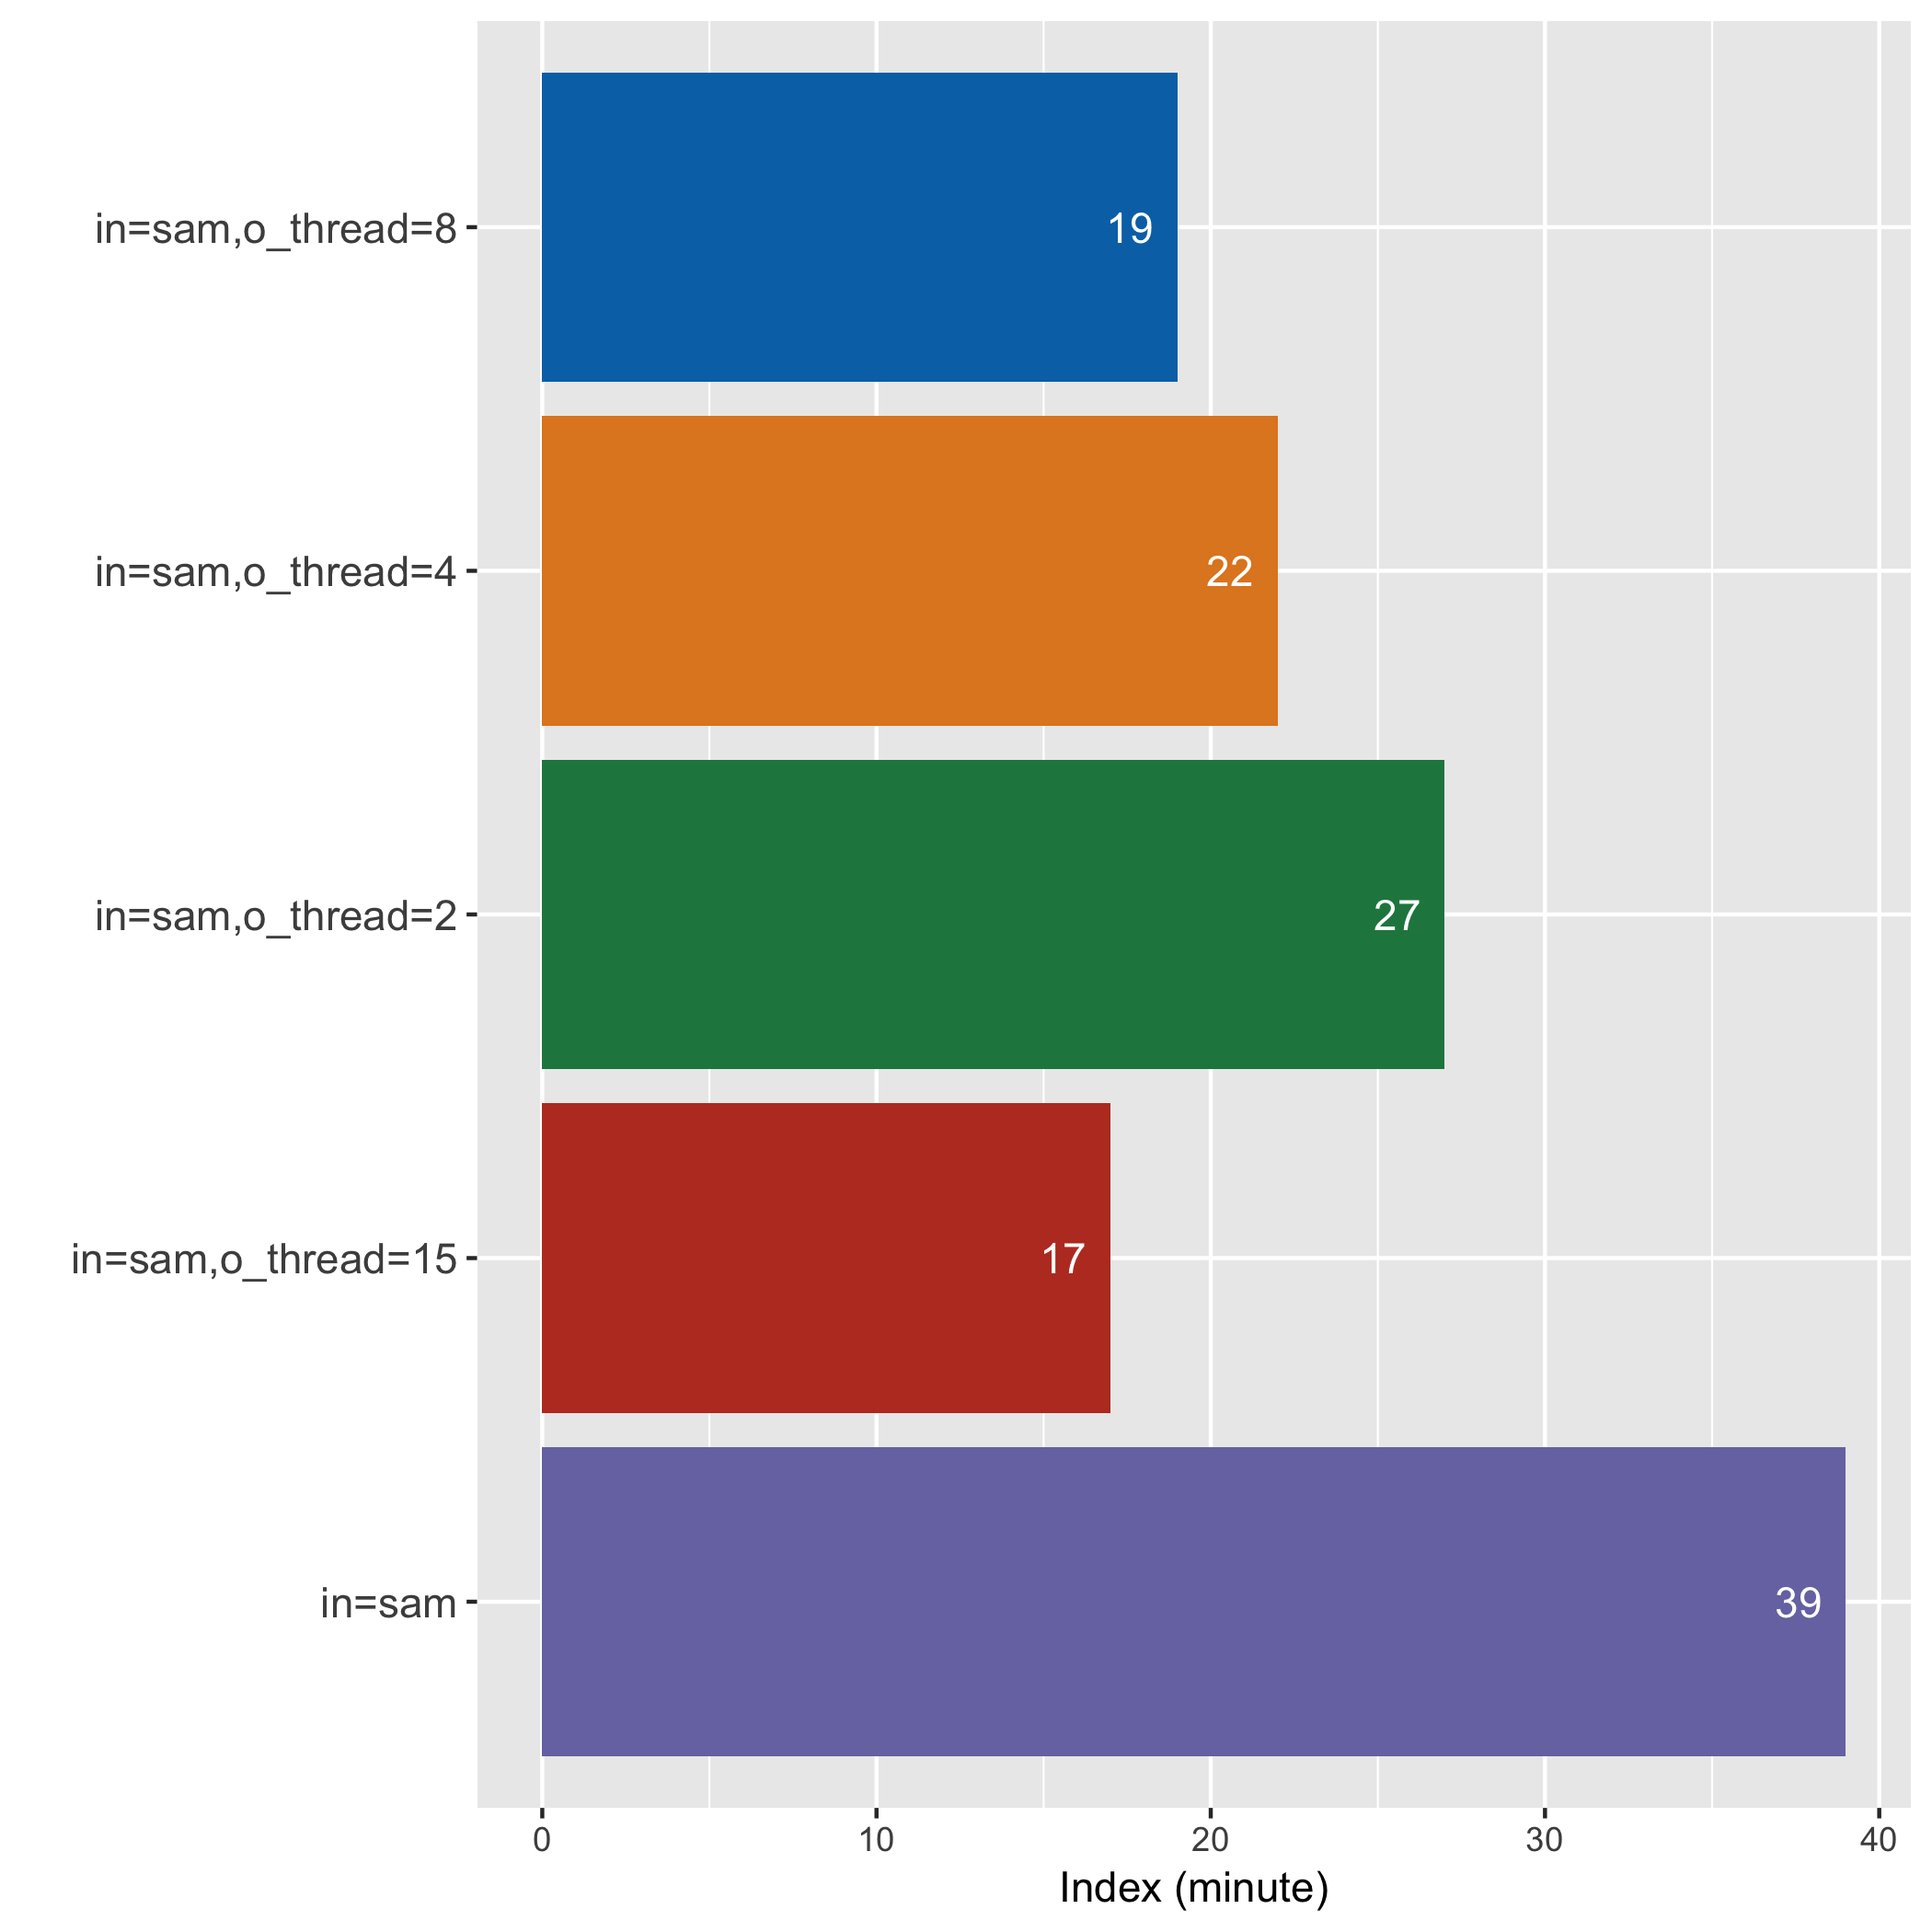 in=sam,o_thread=8
19
in=sam,o_thread=4
22
in=sam,o_thread=2
27
in=sam,o_thread=15
17
in=sam
39
0 10 20 30 40
Index (minute)